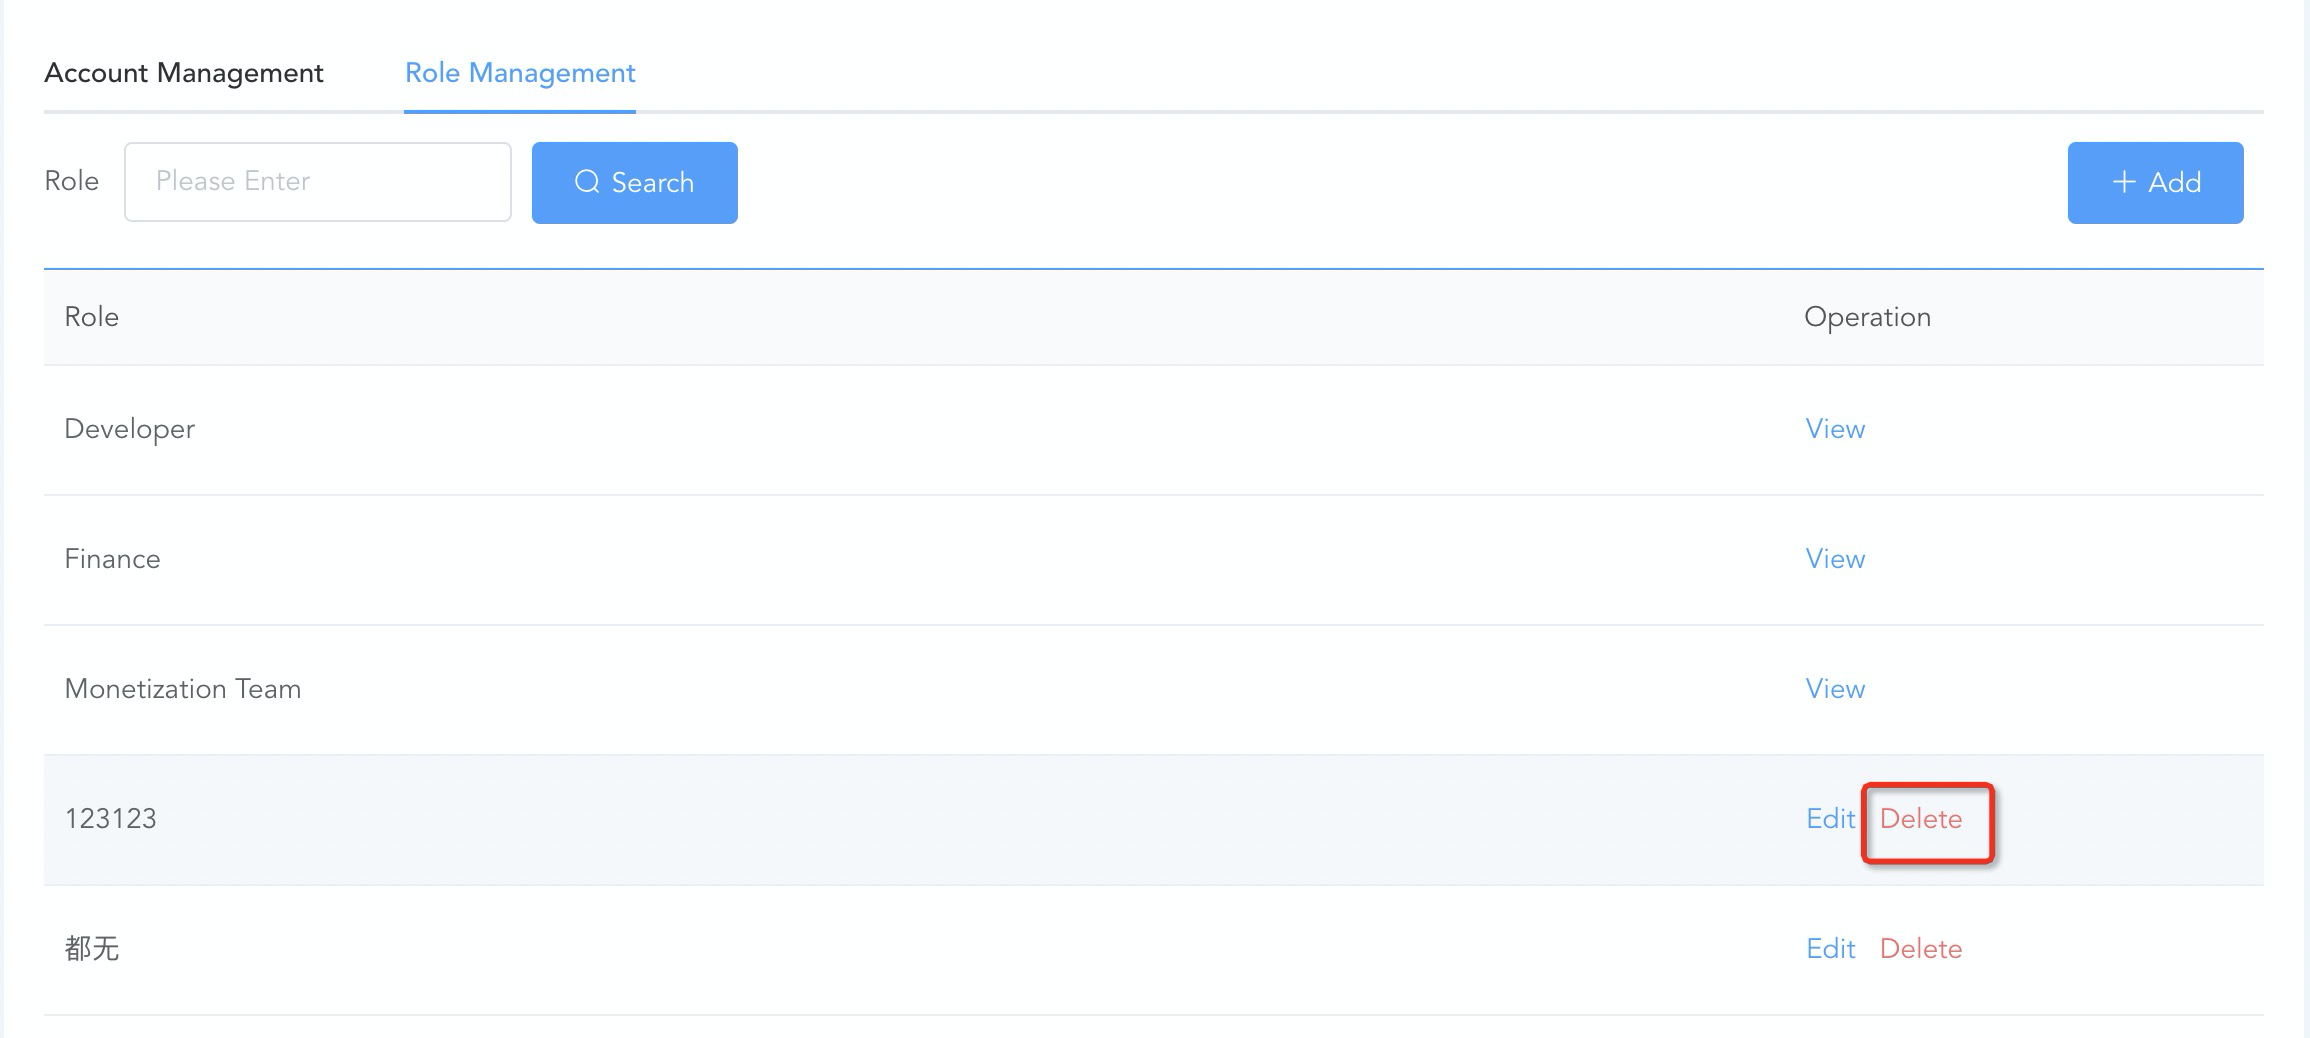 Account Management Role Management
Role Please Enter Search + Add
Role Operation
Developer View
Finance View
Monetization Team View
123123 Edit Delete
都无 Edit Delete